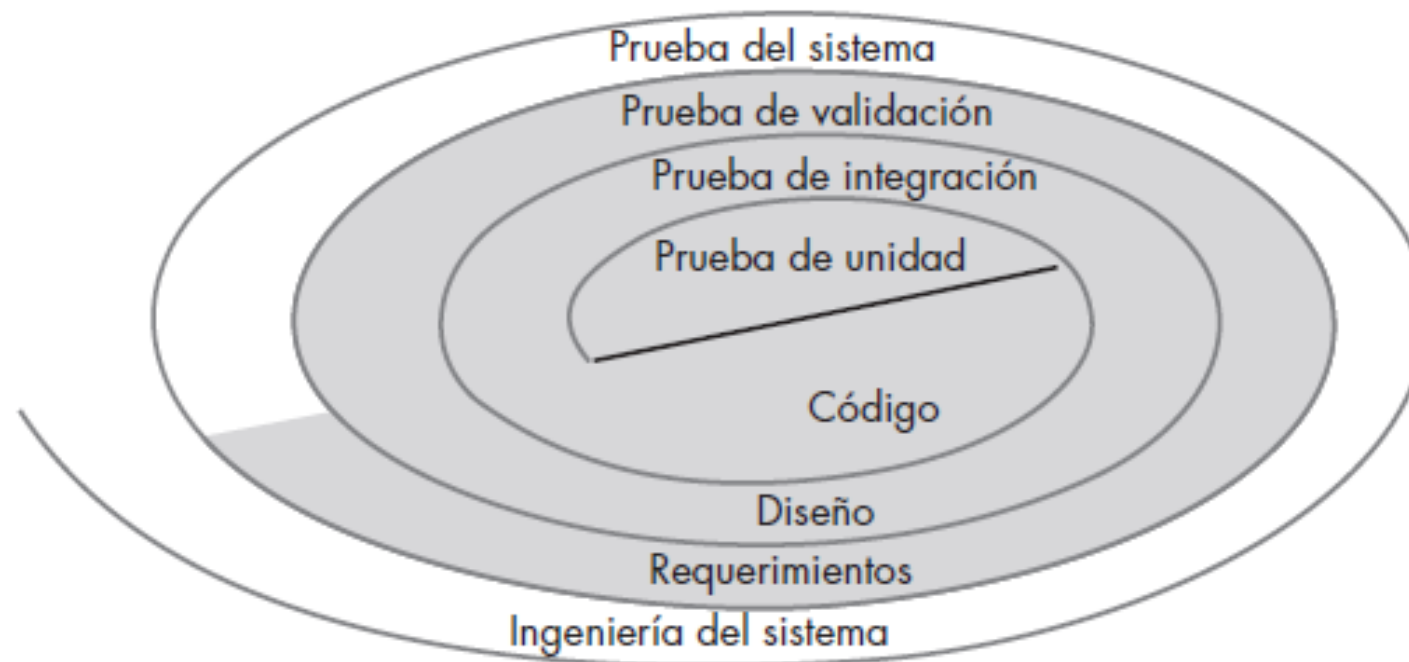 Prueba del sistema
Prueba de validación
Prueba de integración
Prueba de unidad
Código
Diseño
Requerimientos
Ingeniería del sistema